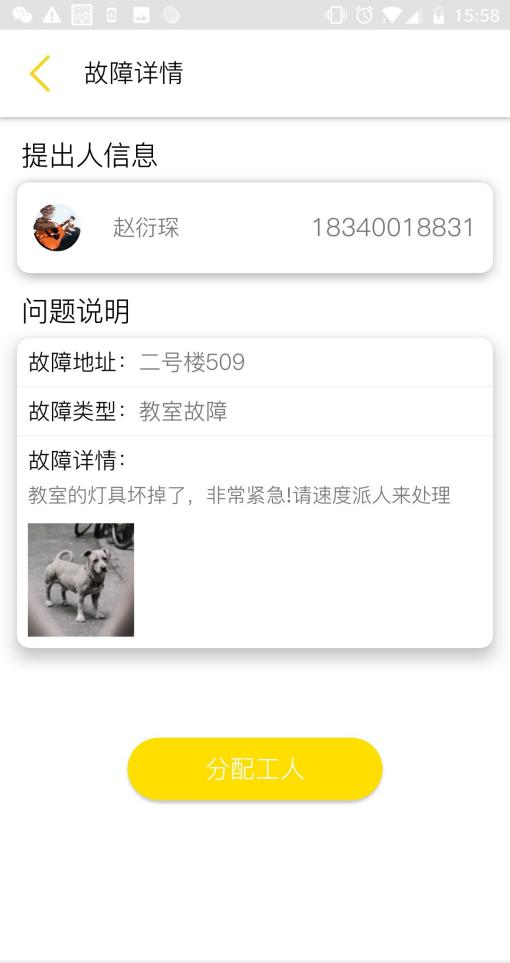 15:58
故障详情
提出人信息
赵衍琛 18340018831
问题说明
故障地址：二号楼509
故障类型：教室故障
故障详情：
教室的灯具坏掉了，非常紧急!请速度派人来处理
分配工人